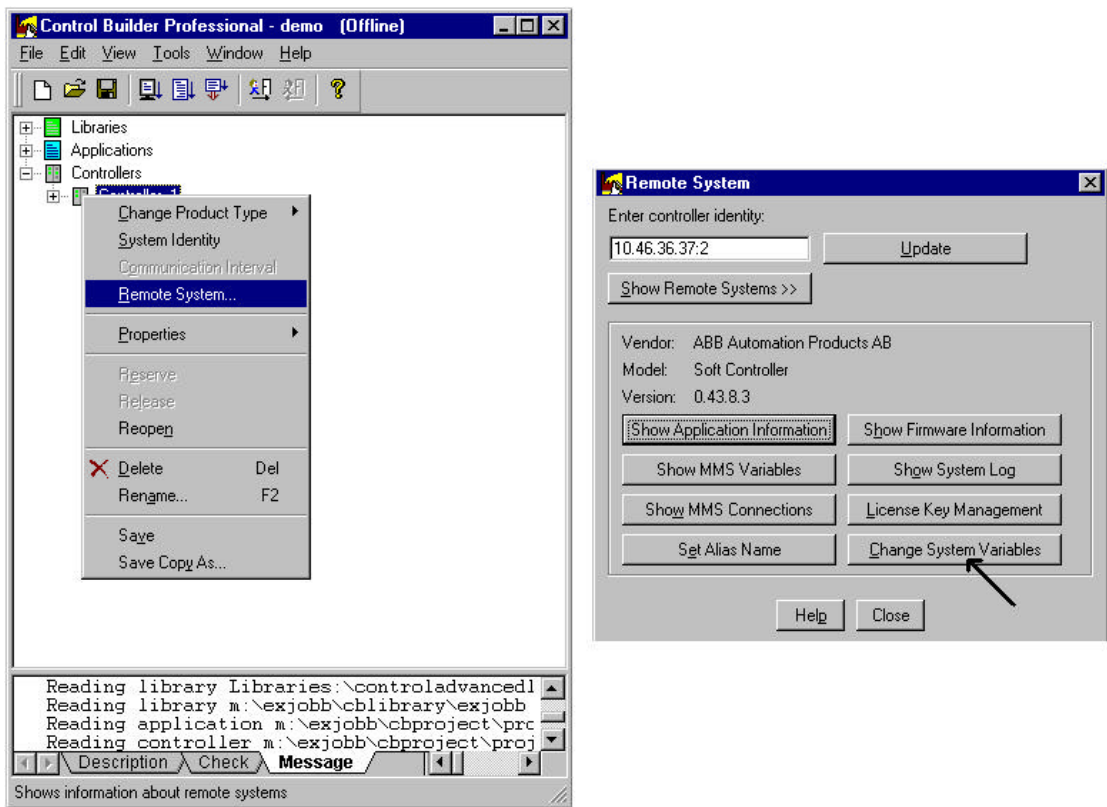 Control Builder Professional - demo (Offline)
File Edit View Tools Window Help
Libraries
Applications
Controllers
Change Product Type
System Identity
Communication Interval
Remote System...
Properties
Reserve
Release
Reopen
Delete Del
Rename... F2
Save
Save Copy As...
Reading library Libraries:\controladvancedl
Reading library m:\exjobb\cblibrary\exjobb
Reading application m:\exjobb\cbproject\pro
Reading controller m:\exjobb\cbproject\proj
Description Check Message
Shows information about remote systems
Remote System
Enter controller identity:
10.46.36.37:2 Update
Show Remote Systems >>
Vendor: ABB Automation Products AB
Model: Soft Controller
Version: 0.43.8.3
Show Application Information Show Firmware Information
Show MMS Variables Show System Log
Show MMS Connections License Key Management
Set Alias Name Change System Variables
Help Close